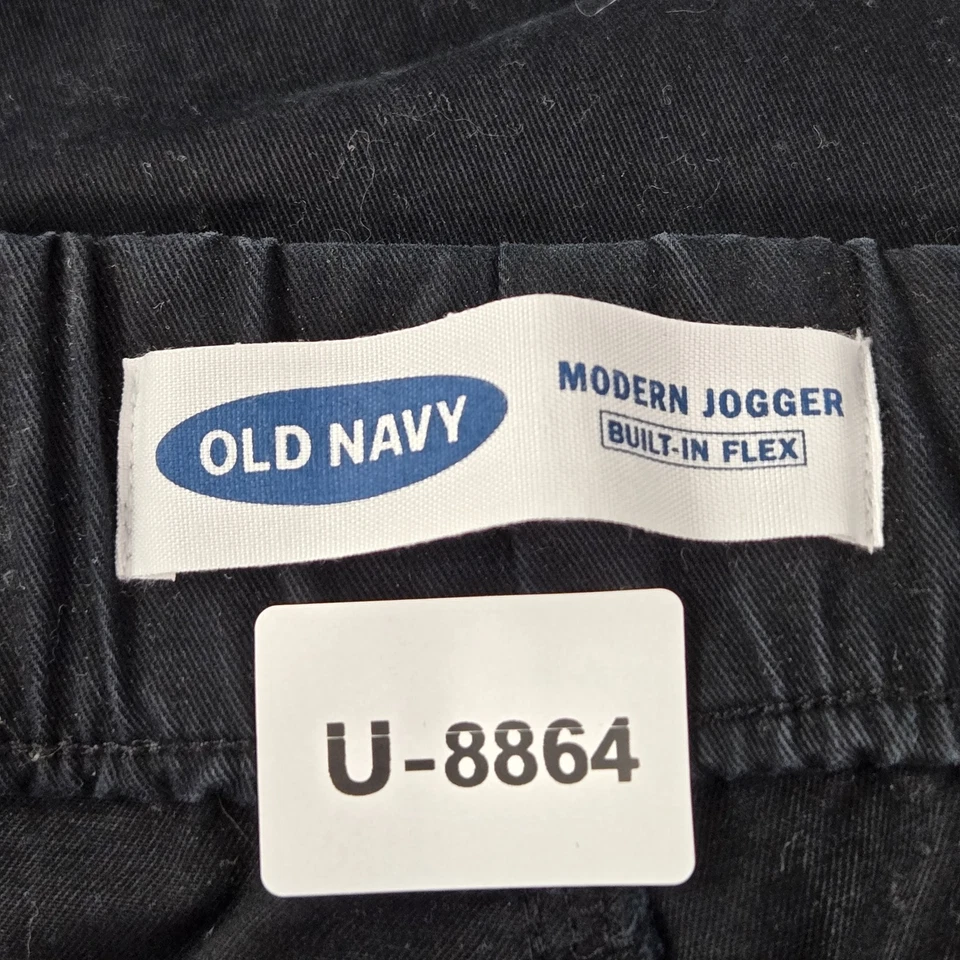 OLD NAVY
MODERN JOGGER
BUILT-IN FLEX
U-8864